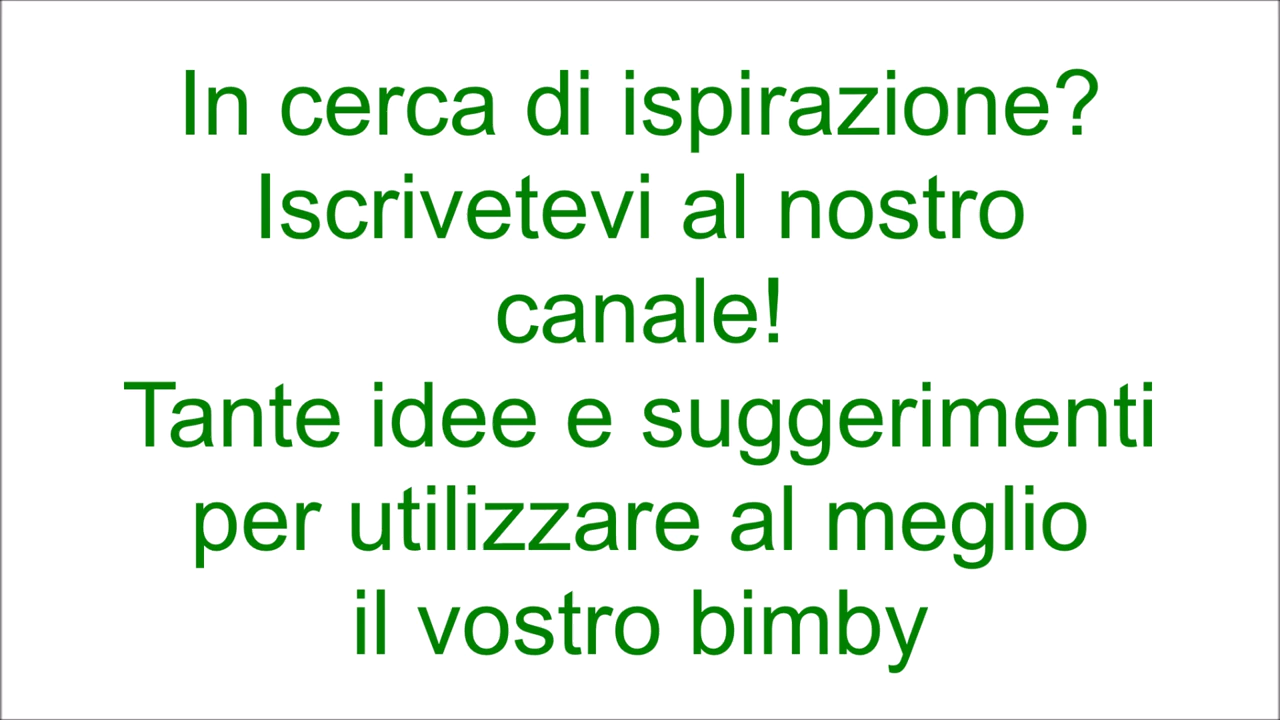 In cerca di ispirazione?
Iscrivetevi al nostro
canale!
Tante idee e suggerimenti
per utilizzare al meglio
il vostro bimby